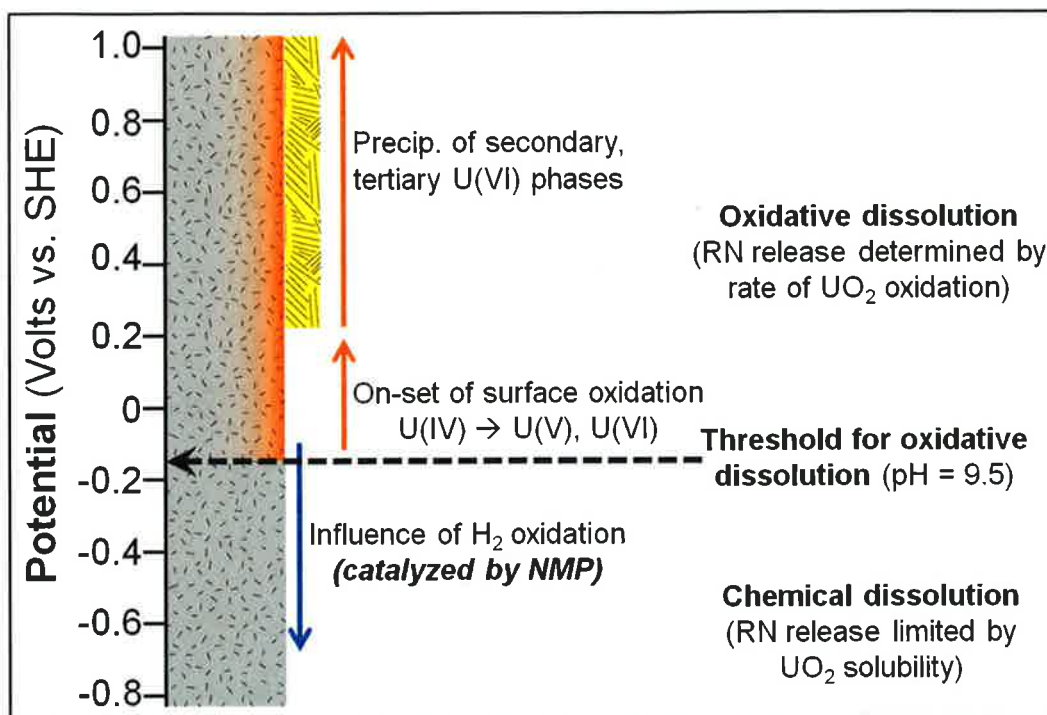 Potential (Volts vs. SHE)
1.0
0.8
0.6
0.4
0.2
0
-0.2
-0.4
-0.6
-0.8
Precip. of secondary,
tertiary U(VI) phases
Oxidative dissolution
(RN release determined by
rate of UO₂ oxidation)
On-set of surface oxidation
U(IV) → U(V), U(VI)
Threshold for oxidative
dissolution (pH = 9.5)
Influence of H₂ oxidation
(catalyzed by NMP)
Chemical dissolution
(RN release limited by
UO₂ solubility)